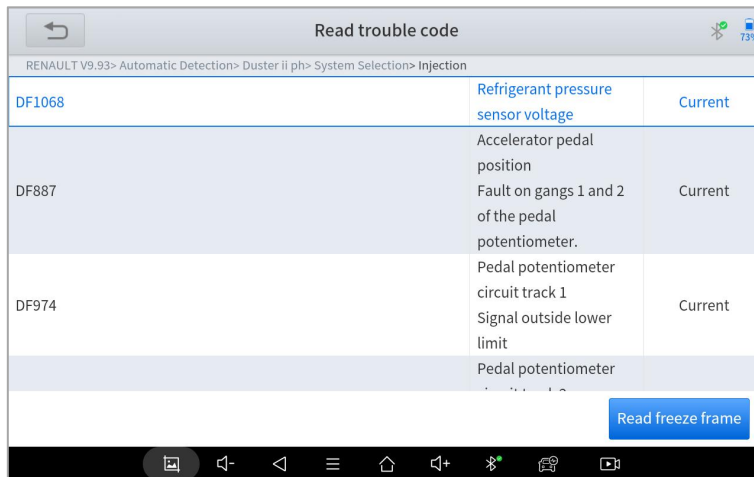 Read trouble code
73%
RENAULT V9.93> Automatic Detection> Duster ii ph> System Selection> Injection
DF1068
Refrigerant pressure
sensor voltage
Current
DF887
Accelerator pedal
position
Fault on gangs 1 and 2
of the pedal
potentiometer.
Current
DF974
Pedal potentiometer
circuit track 1
Signal outside lower
limit
Current
Pedal potentiometer
Read freeze frame